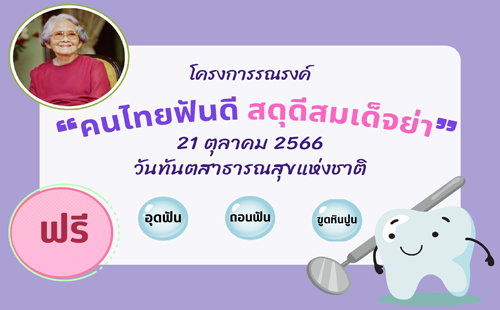 โครงการรณรงค์
“คนไทยฟันดี สดุดีสมเด็จย่า”
21 ตุลาคม 2566
วันทันตสาธารณสุขแห่งชาติ
ฟรี
อุดฟัน
ถอนฟัน
ขูดหินปูน